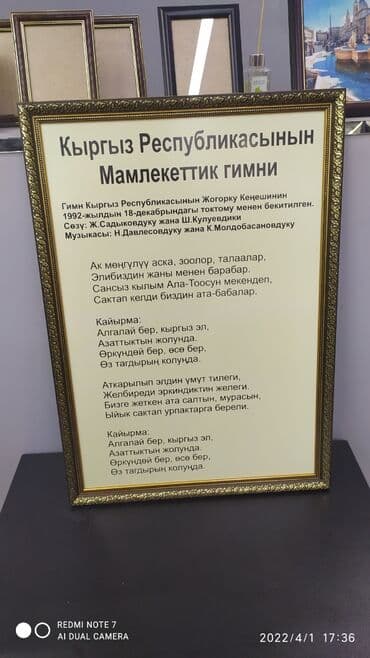 Кыргыз Республикасынын
Мамлекеттик гимни
Гимн Кыргыз Республикасынын Жогорку Кеңешинин
1992-жылдын 18-декабрындагы токтому менен бекитилген.
Сөзү: Ж.Садыковдуку жана Ш.Кулуевдики
Музыкасы: Н.Давлесовдуку жана К.Молдобасановдуку
Ак мөңгүлүү аска, зоолор, талаалар,
Элибиздин жаны менен барабар.
Сансыз кылым Ала-Тоосун мекендеп,
Сактап келди биздин ата-бабалар.
Кайырма:
Алгалай бер, кыргыз эл,
Азаттыктын жолунда.
Өркүндөй бер, өсө бер,
Өз тагдырың колуңда.
Аткарылып элдин үмүт тилеги,
Желбиреди эркиндиктин желеги.
Бизге жеткен ата салтын, мурасын,
Ыйык сактап урпактарга берели.
Кайырма:
Алгалай бер, кыргыз эл,
Азаттыктын жолунда.
Өркүндөй бер, өсө бер,
Өз тагдырың колуңда.
REDMI NOTE 7
AI DUAL CAMERA
2022/4/1 17:36